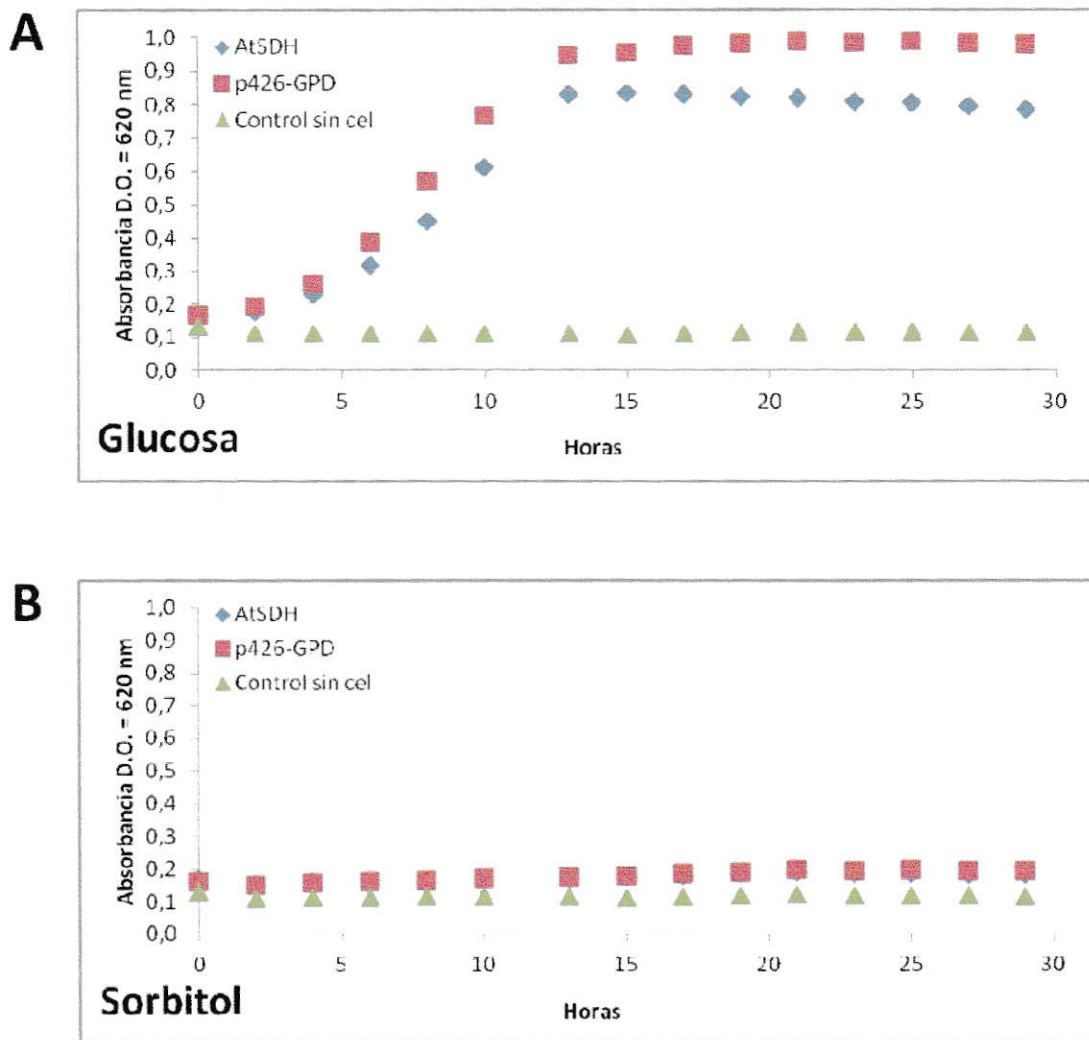 A
AtSDH
p426-GPD
Control sin cel
Absorbancia D.O. = 620 nm
1,0
0,9
0,8
0,7
0,6
0,5
0,4
0,3
0,2
0,1
0,0
0 5 10 15 20 25 30
Horas
Glucosa
B
AtSDH
p426-GPD
Control sin cel
Absorbancia D.O. = 620 nm
1,0
0,9
0,8
0,7
0,6
0,5
0,4
0,3
0,2
0,1
0,0
0 5 10 15 20 25 30
Horas
Sorbitol